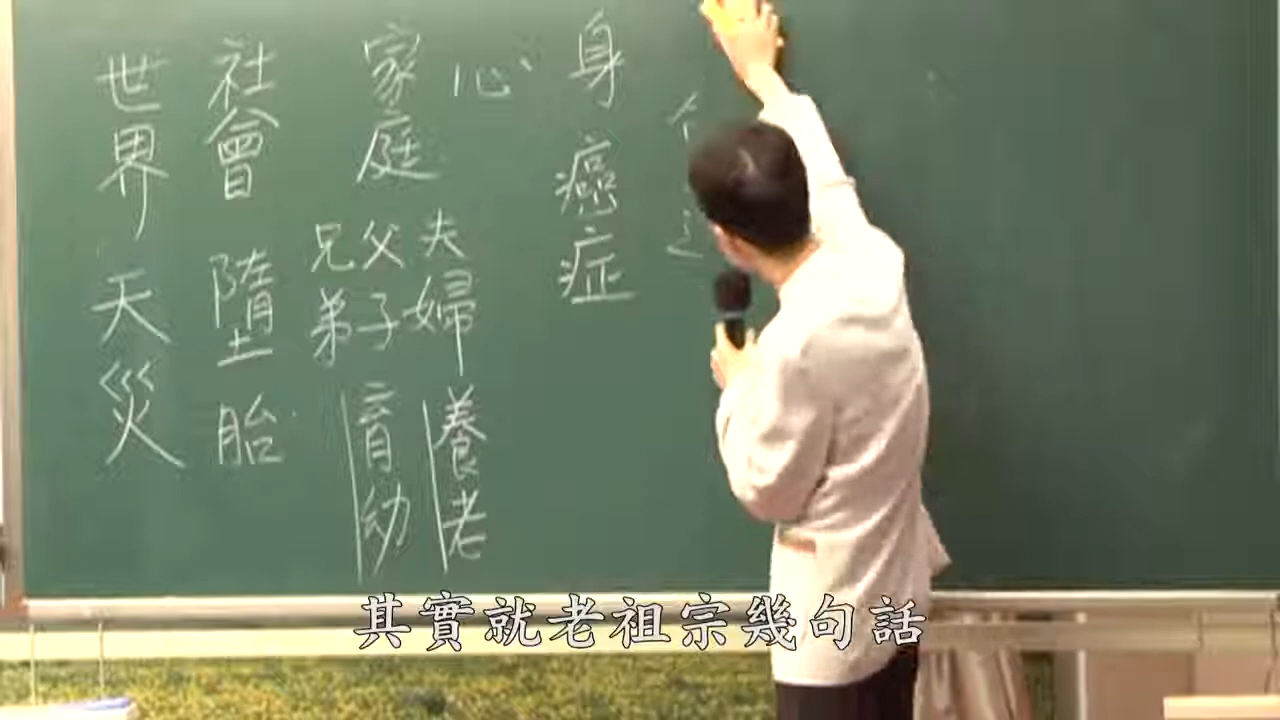 身
癌症
心
家庭
夫婦
父子
兄弟
養老
育幼
社會
墮胎
世界
天災
其實就老祖宗幾句話